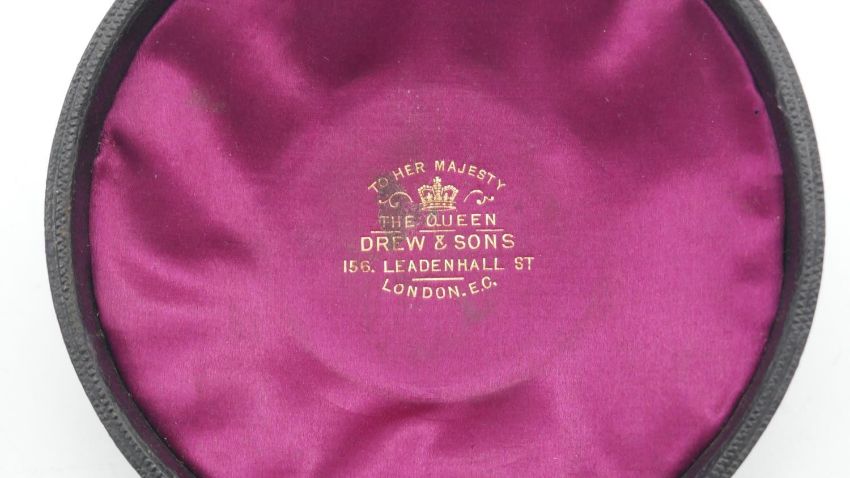 TO HER MAJESTY
THE QUEEN
DREW & SONS
156. LEADENHALL ST
LONDON. E.C.